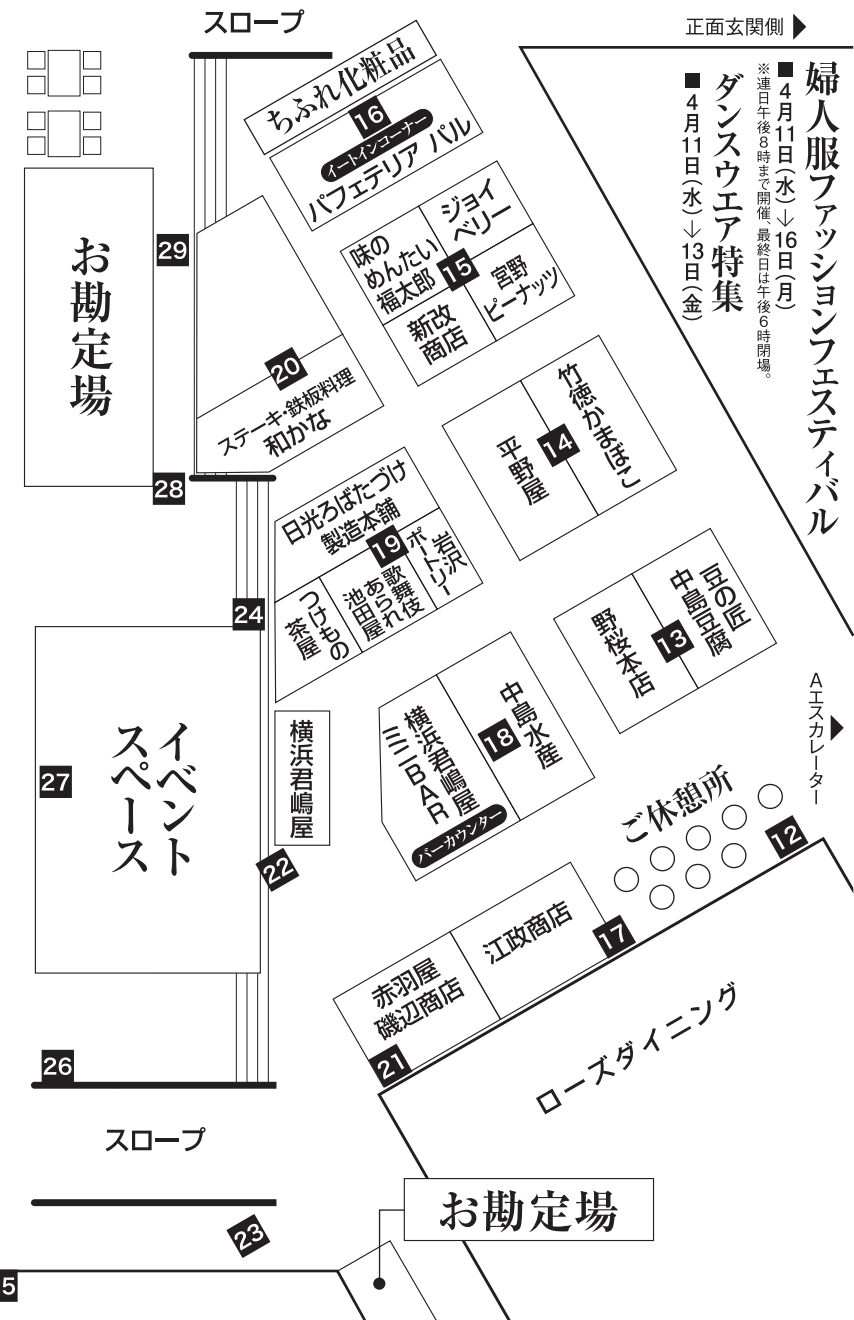 スロープ
正面玄関側
婦人服ファッションフェスティバル
■4月11日(水)→16日(月)
※連日午後8時まで開催、最終日は午後6時閉場。
ダンスウエア特集
■4月11日(水)→13日(金)
ちふれ化粧品
16
イートインコーナー
パフェテリア パル
29
お勘定場
味の
めんたい
福太郎
ジョイ
ベリー
15
新改
商店
宮野
ピーナッツ
20
ステーキ・鉄板料理
和かな
竹徳かまぼこ
14
平野屋
28
日光ろばたづけ
製造本舗
19
岩沢
ポートリー
歌舞伎
あられ
池田屋
つけもの
茶屋
24
豆の匠
中島豆腐
13
野桜本店
中島水産
18
横浜君嶋屋
ミニBAR
バーカウンター
Aエスカレーター
横浜君嶋屋
イベント
スペース
27
22
ご休憩所
12
17
江政商店
赤羽屋
磯辺商店
21
ローズダイニング
26
スロープ
23
お勘定場
5